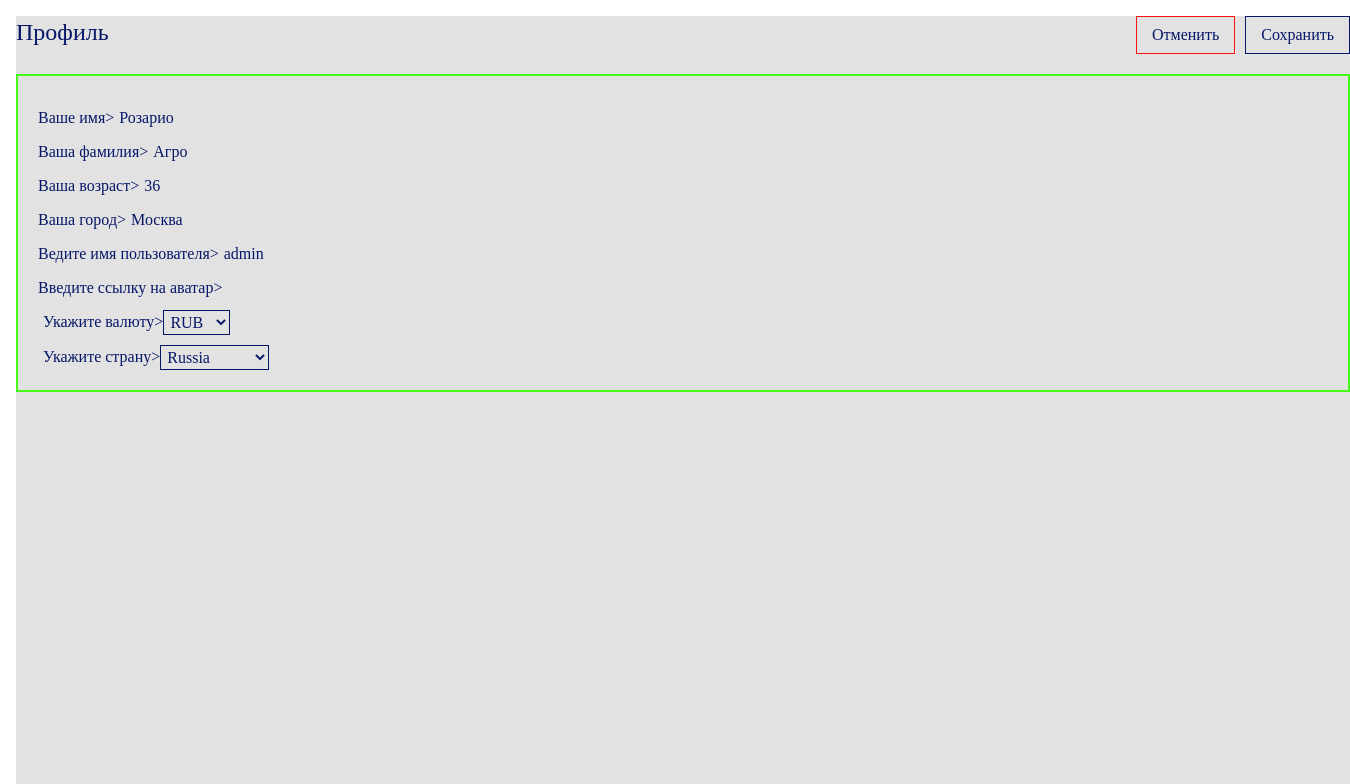 Профиль
Отменить
Сохранить
Ваше имя> Розарио
Ваша фамилия> Агро
Ваша возраст> 36
Ваша город> Москва
Ведите имя пользователя> admin
Введите ссылку на аватар>
Укажите валюту> RUB
Укажите страну> Russia